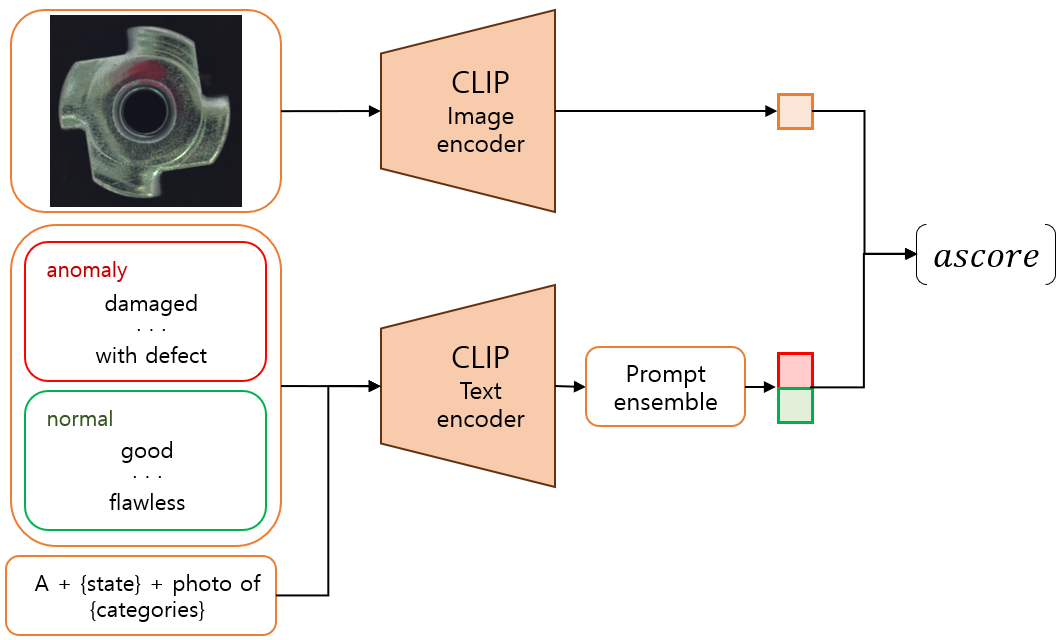 CLIP
Image
encoder
anomaly
damaged
. . .
with defect
normal
good
. . .
flawless
A + {state} + photo of
{categories}
CLIP
Text
encoder
Prompt
ensemble
[ascore]